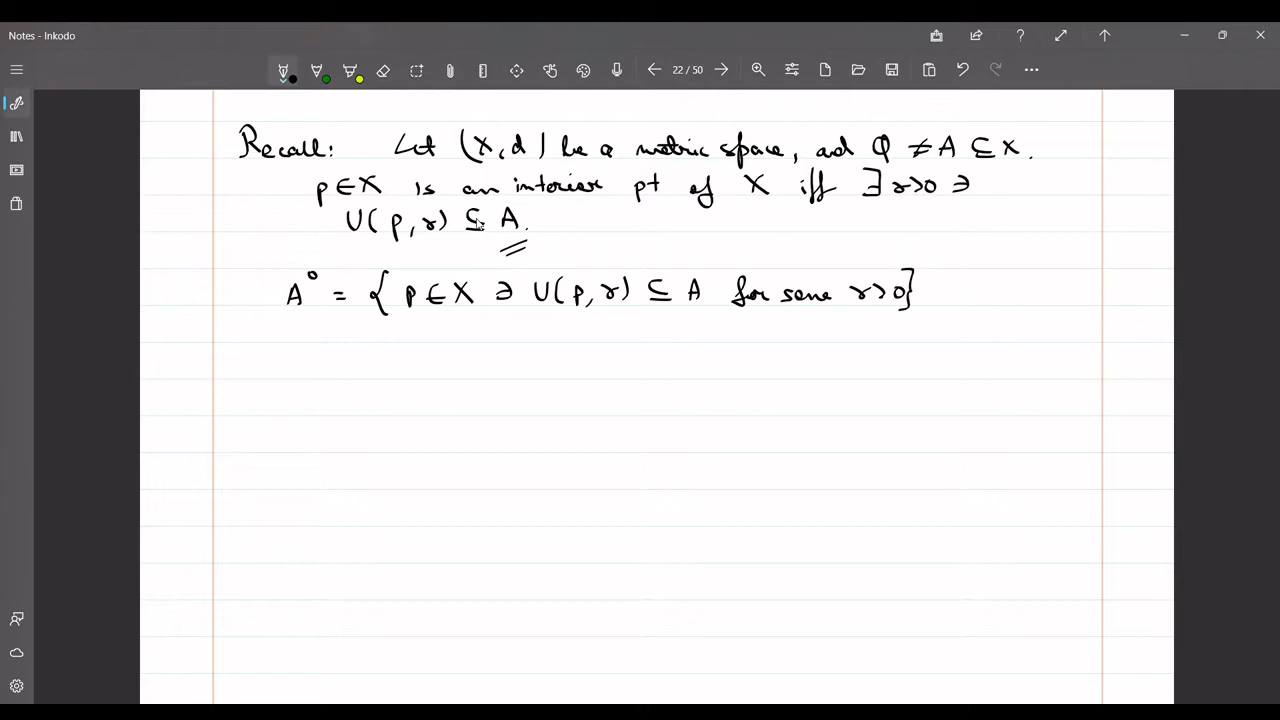 Notes - Inkodo
22 / 50
Recall: Let (X, d) be a metric space, and Φ ≠ A ⊆ X.
p ∈ X is an interior pt of X iff ∃ r>0 ∋
U(p, r) ⊆ A.
A° = { p ∈ X ∋ U(p, r) ⊆ A for some r>0}